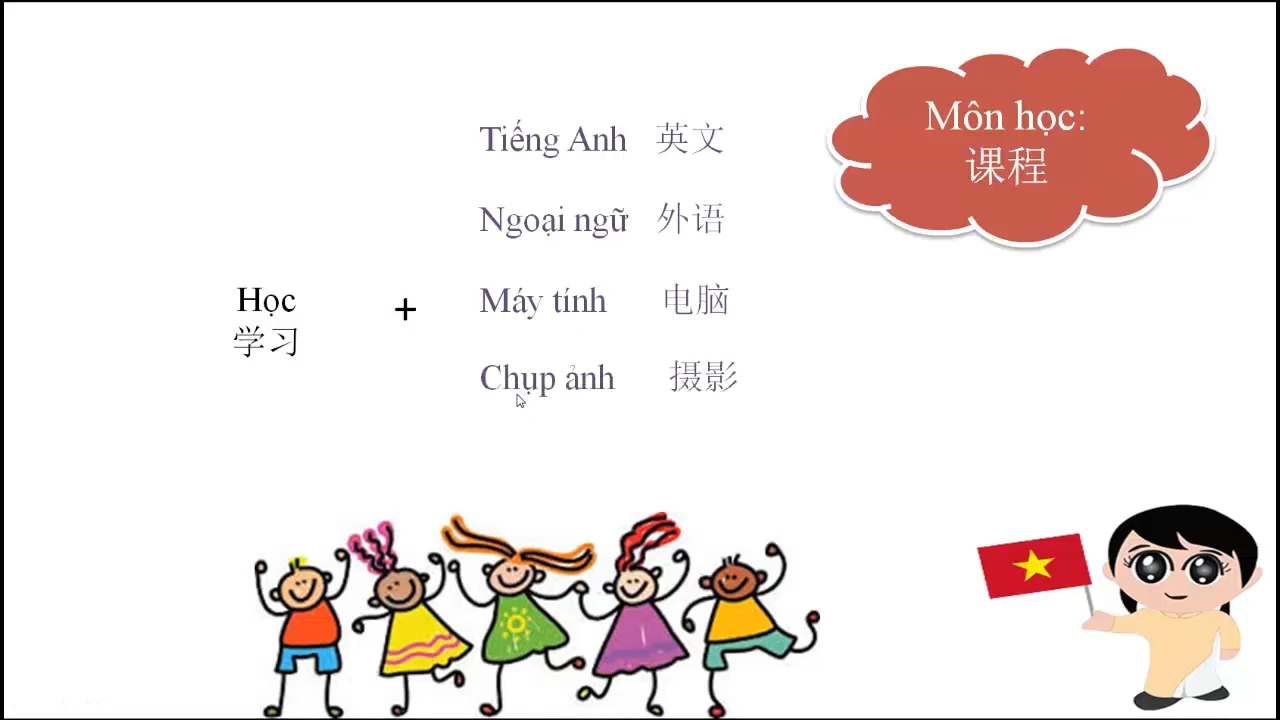 Môn học:
课程
Tiếng Anh 英文
Ngoại ngữ 外语
Học
学习
+
Máy tính 电脑
Chụp ảnh 摄影